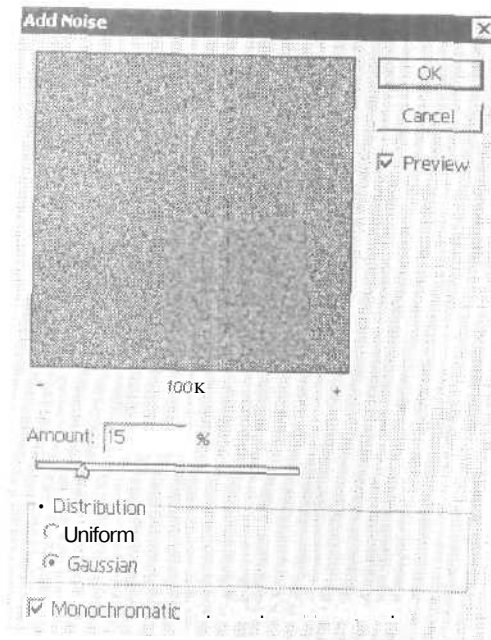 Add Noise
OK
Cancel
Preview
- 100K +
Amount: 15 %
Distribution
Uniform
Gaussian
Monochromatic